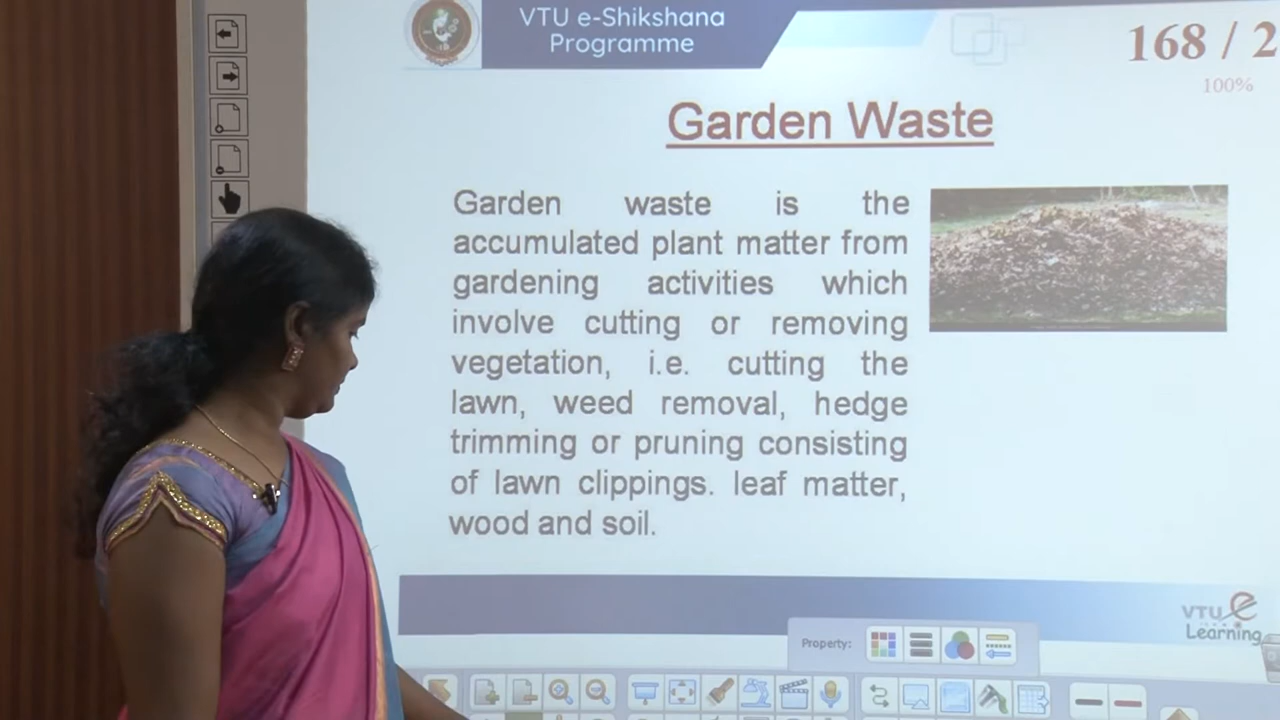 VTU e-Shikshana
Programme
168 / 2
100%
Garden Waste
Garden waste is the
accumulated plant matter from
gardening activities which
involve cutting or removing
vegetation, i.e. cutting the
lawn, weed removal, hedge
trimming or pruning consisting
of lawn clippings. leaf matter,
wood and soil.
VTU e
Learning
Property: